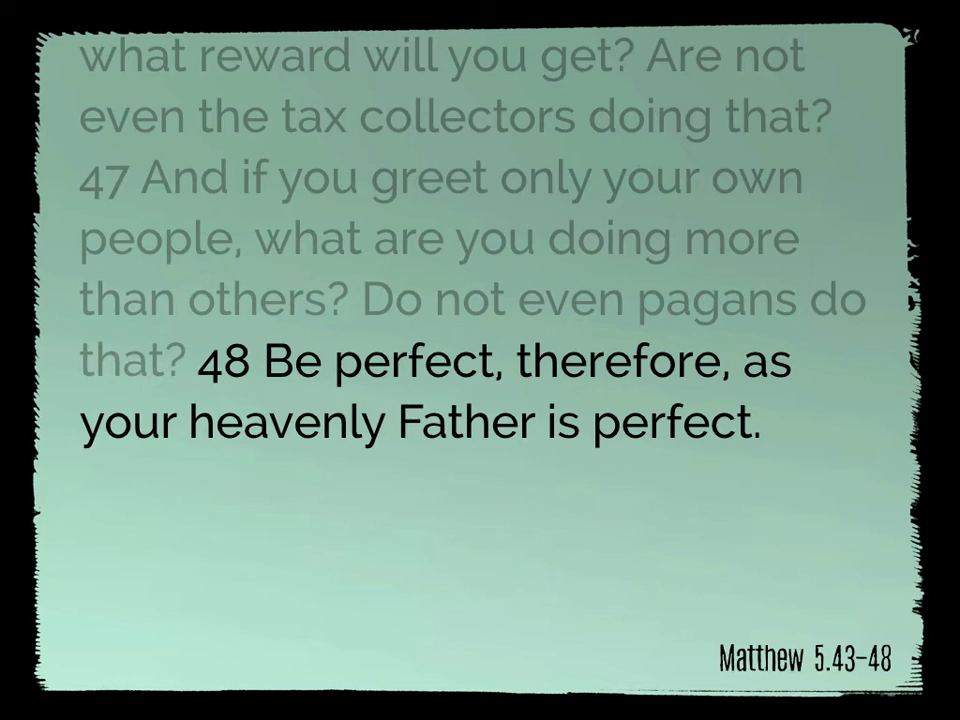 what reward will you get? Are not
even the tax collectors doing that?
47 And if you greet only your own
people, what are you doing more
than others? Do not even pagans do
that? 48 Be perfect, therefore, as
your heavenly Father is perfect.
Matthew 5.43-48